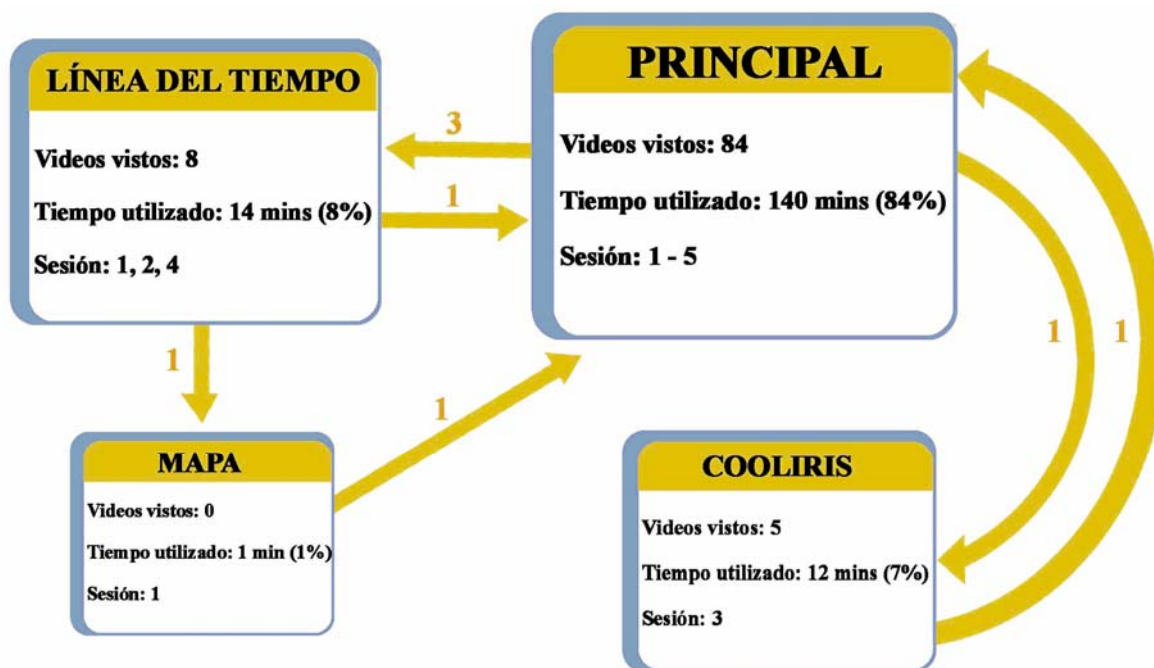 LÍNEA DEL TIEMPO
Videos vistos: 8
Tiempo utilizado: 14 mins (8%)
Sesión: 1, 2, 4
3
1
PRINCIPAL
Videos vistos: 84
Tiempo utilizado: 140 mins (84%)
Sesión: 1 - 5
1
1
1
1
MAPA
Videos vistos: 0
Tiempo utilizado: 1 min (1%)
Sesión: 1
COOLIRIS
Videos vistos: 5
Tiempo utilizado: 12 mins (7%)
Sesión: 3